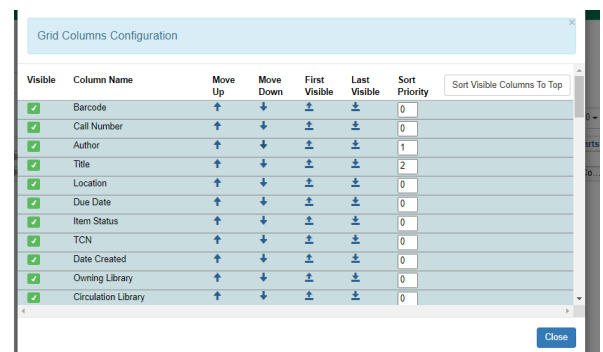 Grid Columns Configuration
×
Visible Column Name Move Up Move Down First Visible Last Visible Sort Priority Sort Visible Columns To Top
Barcode 0
Call Number 0
Author 1
Title 2
Location 0
Due Date 0
Item Status 0
TCN 0
Date Created 0
Owning Library 0
Circulation Library 0
Close